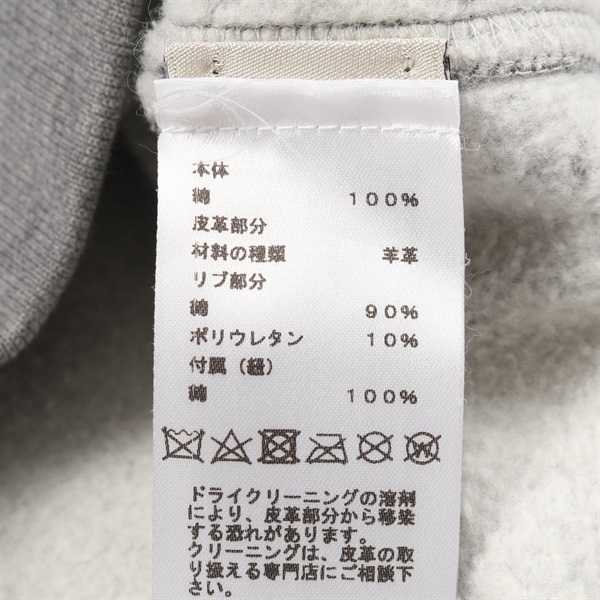 本体
綿 100%
皮革部分
材料の種類 羊革
リブ部分
綿 90%
ポリウレタン 10%
付属（紐）
綿 100%
W
ドライクリーニングの溶剤
により、皮革部分から移染
する恐れがあります。
クリーニングは、皮革の取
り扱える専門店にご相談下
さい。